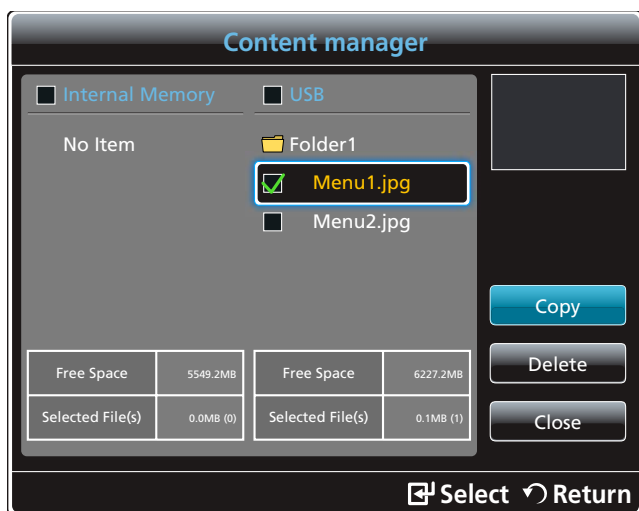 Content manager
Internal Memory
USB
No Item
Folder1
Menu1.jpg
Menu2.jpg
Copy
Free Space 5549.2MB
Free Space 6227.2MB
Delete
Selected File(s) 0.0MB (0)
Selected File(s) 0.1MB (1)
Close
Select Return